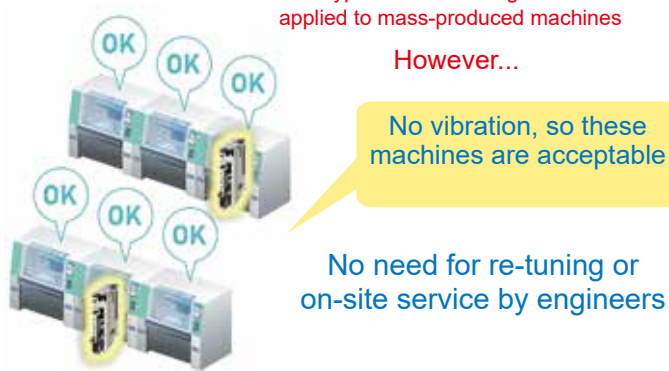 applied to mass-produced machines
However...
OK
OK
OK
No vibration, so these
machines are acceptable
OK
OK
OK
No need for re-tuning or
on-site service by engineers